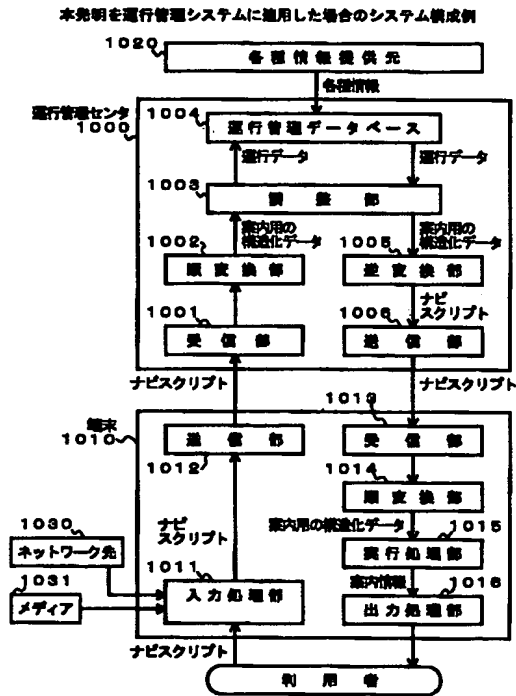 本発明を運行管理システムに適用した場合のシステム構成例
1020
各種情報提供元
各種情報
運行管理センタ
1000
1004
運行管理データベース
運行データ
運行データ
1003
調整部
案内用の
構造化データ
案内用の
構造化データ
1002
順変換部
1005
逆変換部
ナビ
スクリプト
1001
受信部
1006
送信部
ナビスクリプト
ナビスクリプト
端末
1010
送信部
1012
1013
受信部
1014
順変換部
案内用の構造化データ
1015
実行処理部
案内情報
1016
出力処理部
ナビ
スクリプト
1011
入力処理部
1030
ネットワーク先
1031
メディア
ナビスクリプト
利用者